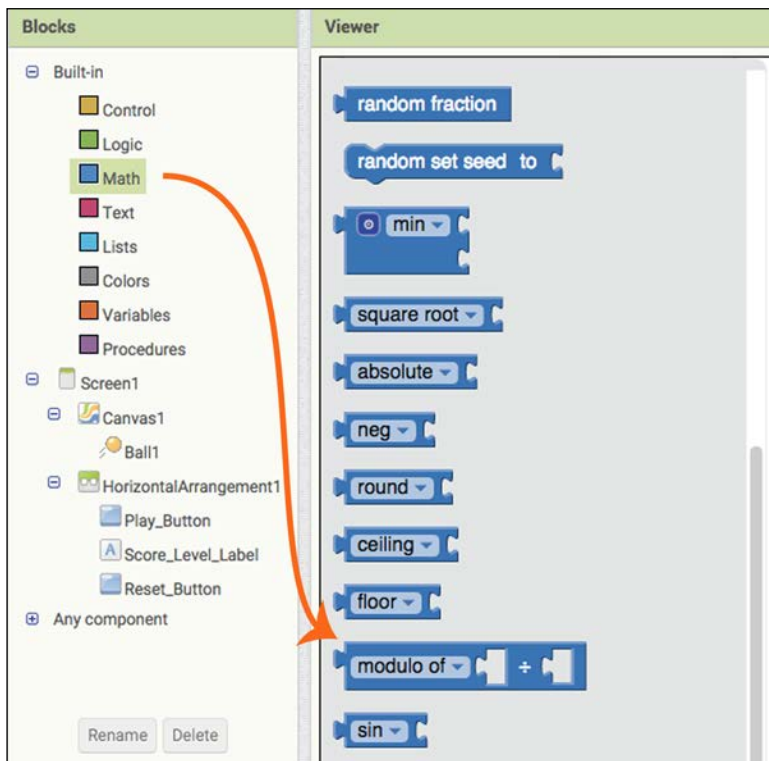 Blocks
Built-in
Control
Logic
Math
Text
Lists
Colors
Variables
Procedures
Screen1
Canvas1
Ball1
HorizontalArrangement1
Play_Button
A Score_Level_Label
Reset_Button
Any component
Rename Delete
Viewer
random fraction
random set seed to
min
square root
absolute
neg
round
ceiling
floor
modulo of ÷
sin